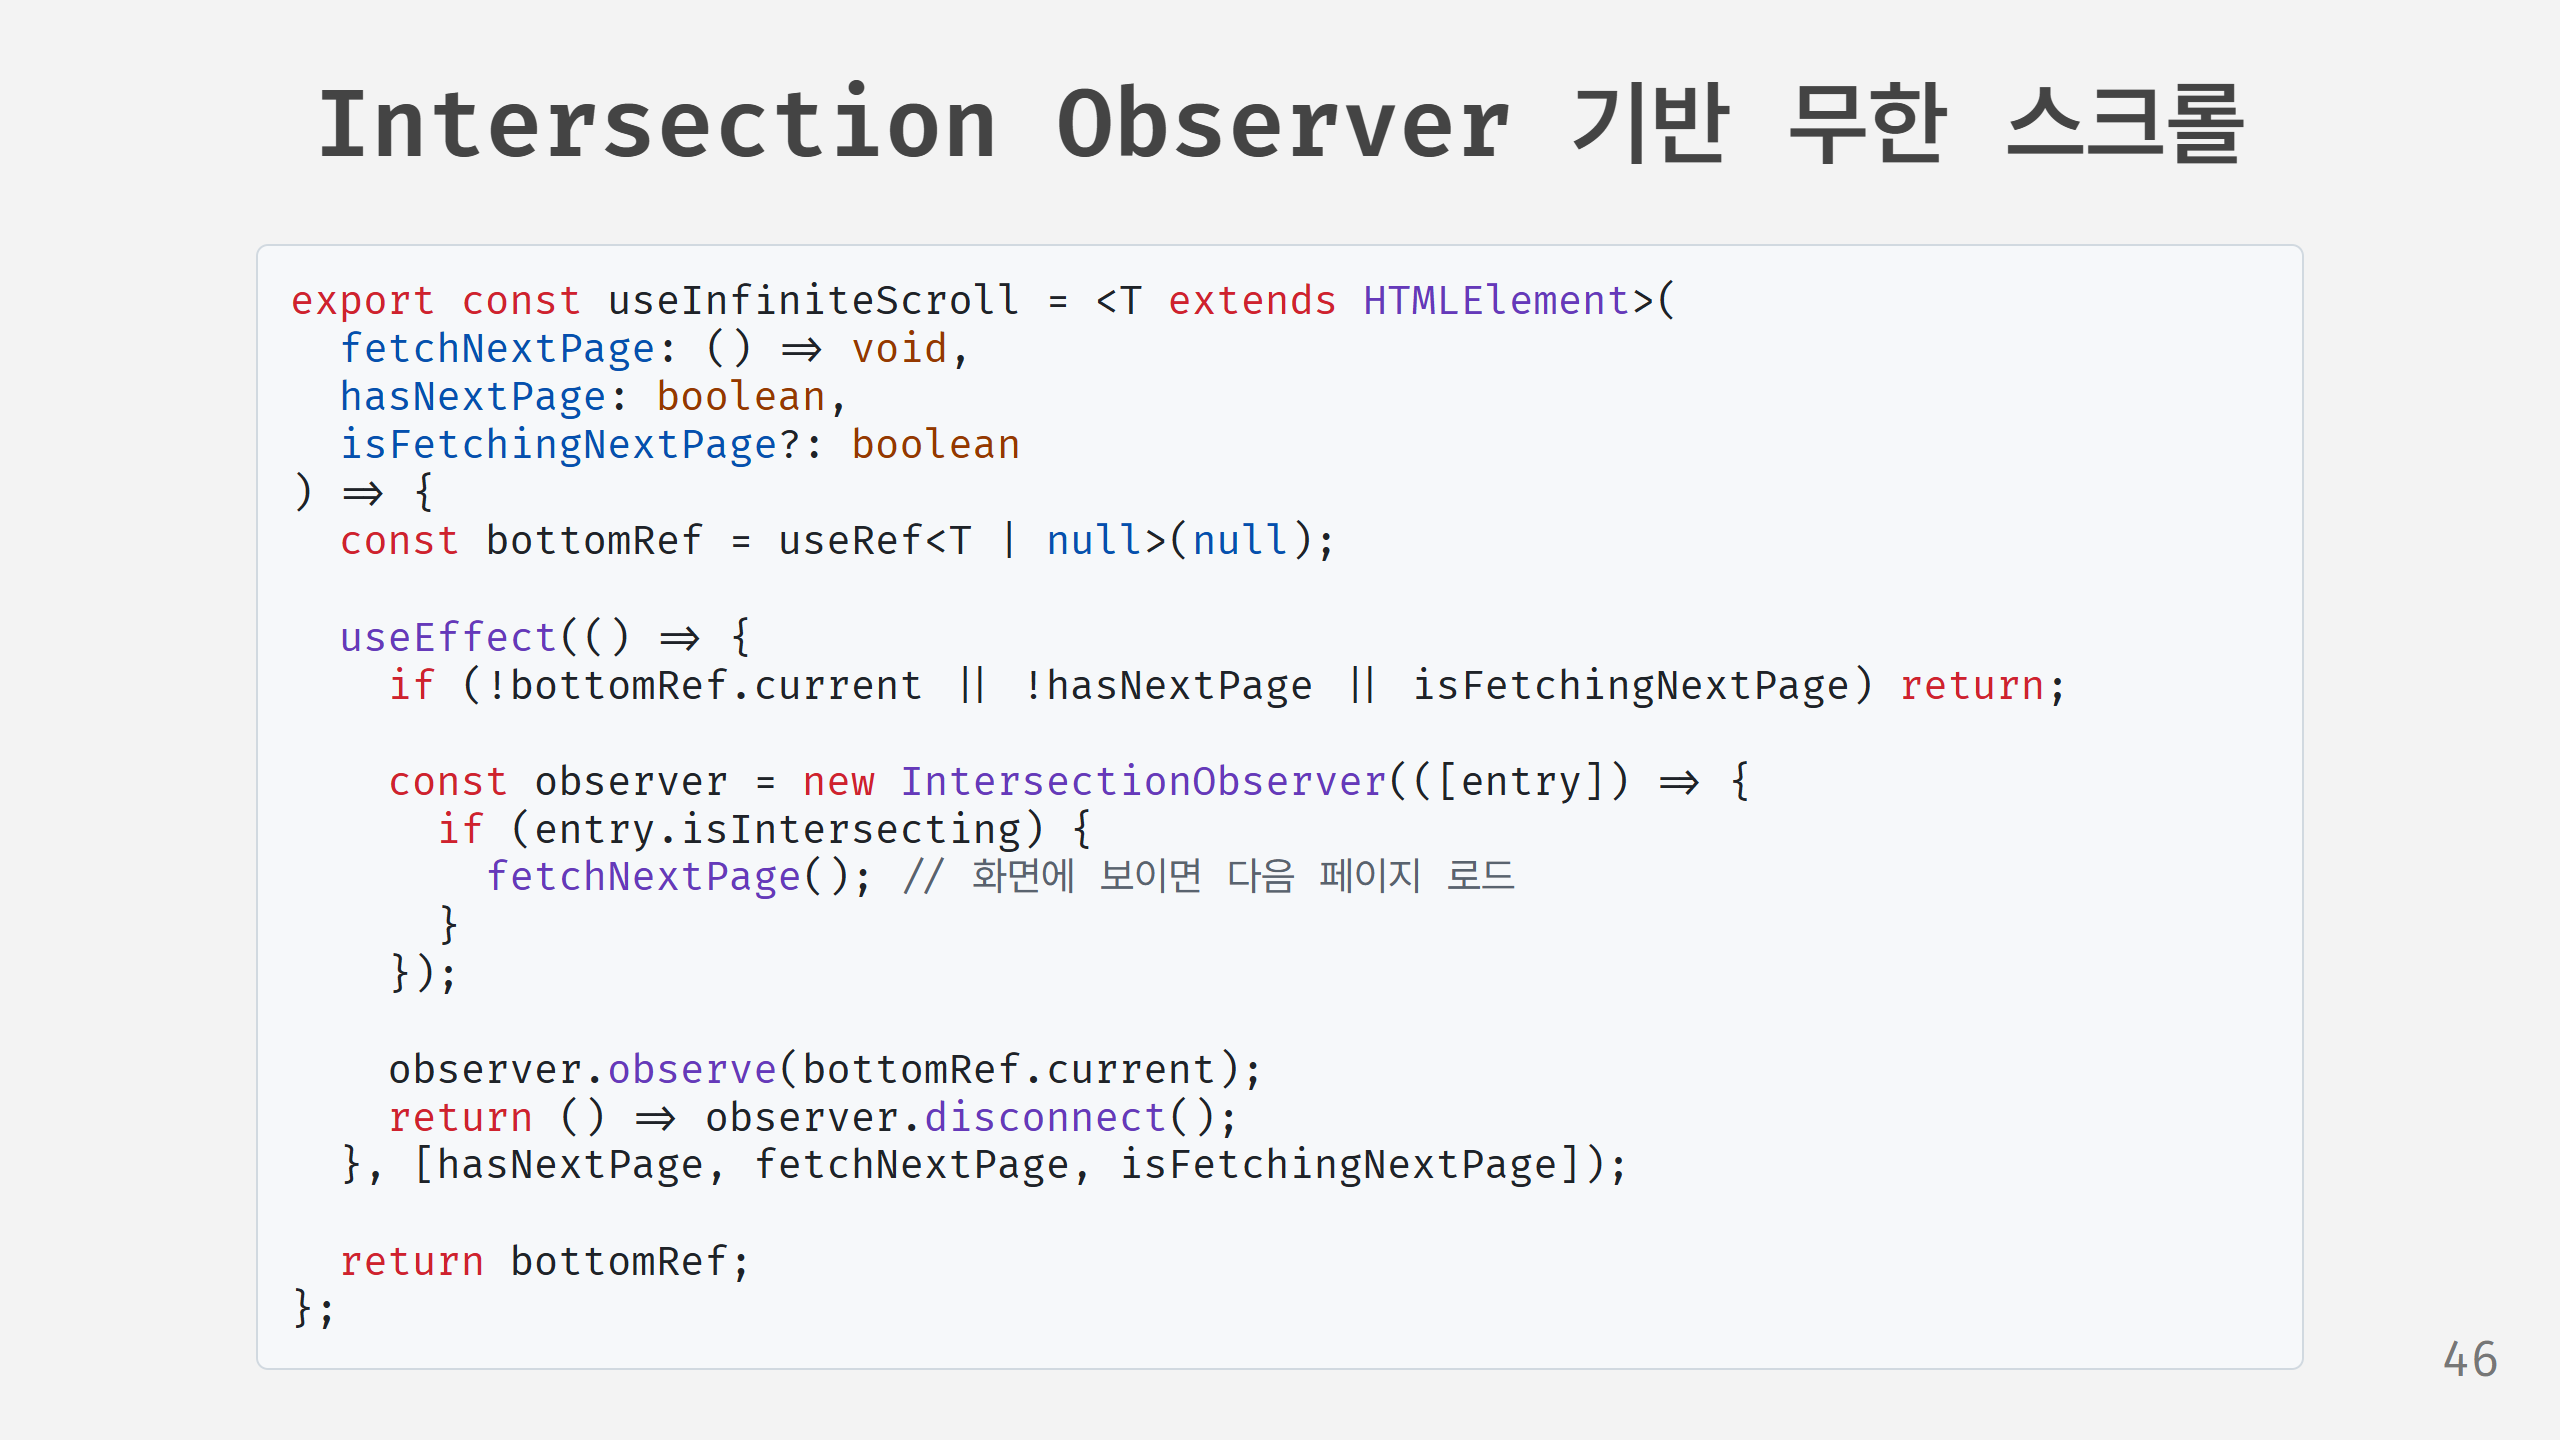 Intersection Observer 기반 무한 스크롤
export const useInfiniteScroll = <T extends HTMLElement>(
  fetchNextPage: () => void,
  hasNextPage: boolean,
  isFetchingNextPage?: boolean
) => {
  const bottomRef = useRef<T | null>(null);
  useEffect(() => {
    if (!bottomRef.current || !hasNextPage || isFetchingNextPage) return;
    const observer = new IntersectionObserver(([entry]) => {
      if (entry.isIntersecting) {
        fetchNextPage(); // 화면에 보이면 다음 페이지 로드
      }
    });
    observer.observe(bottomRef.current);
    return () => observer.disconnect();
  }, [hasNextPage, fetchNextPage, isFetchingNextPage]);
  return bottomRef;
};
46